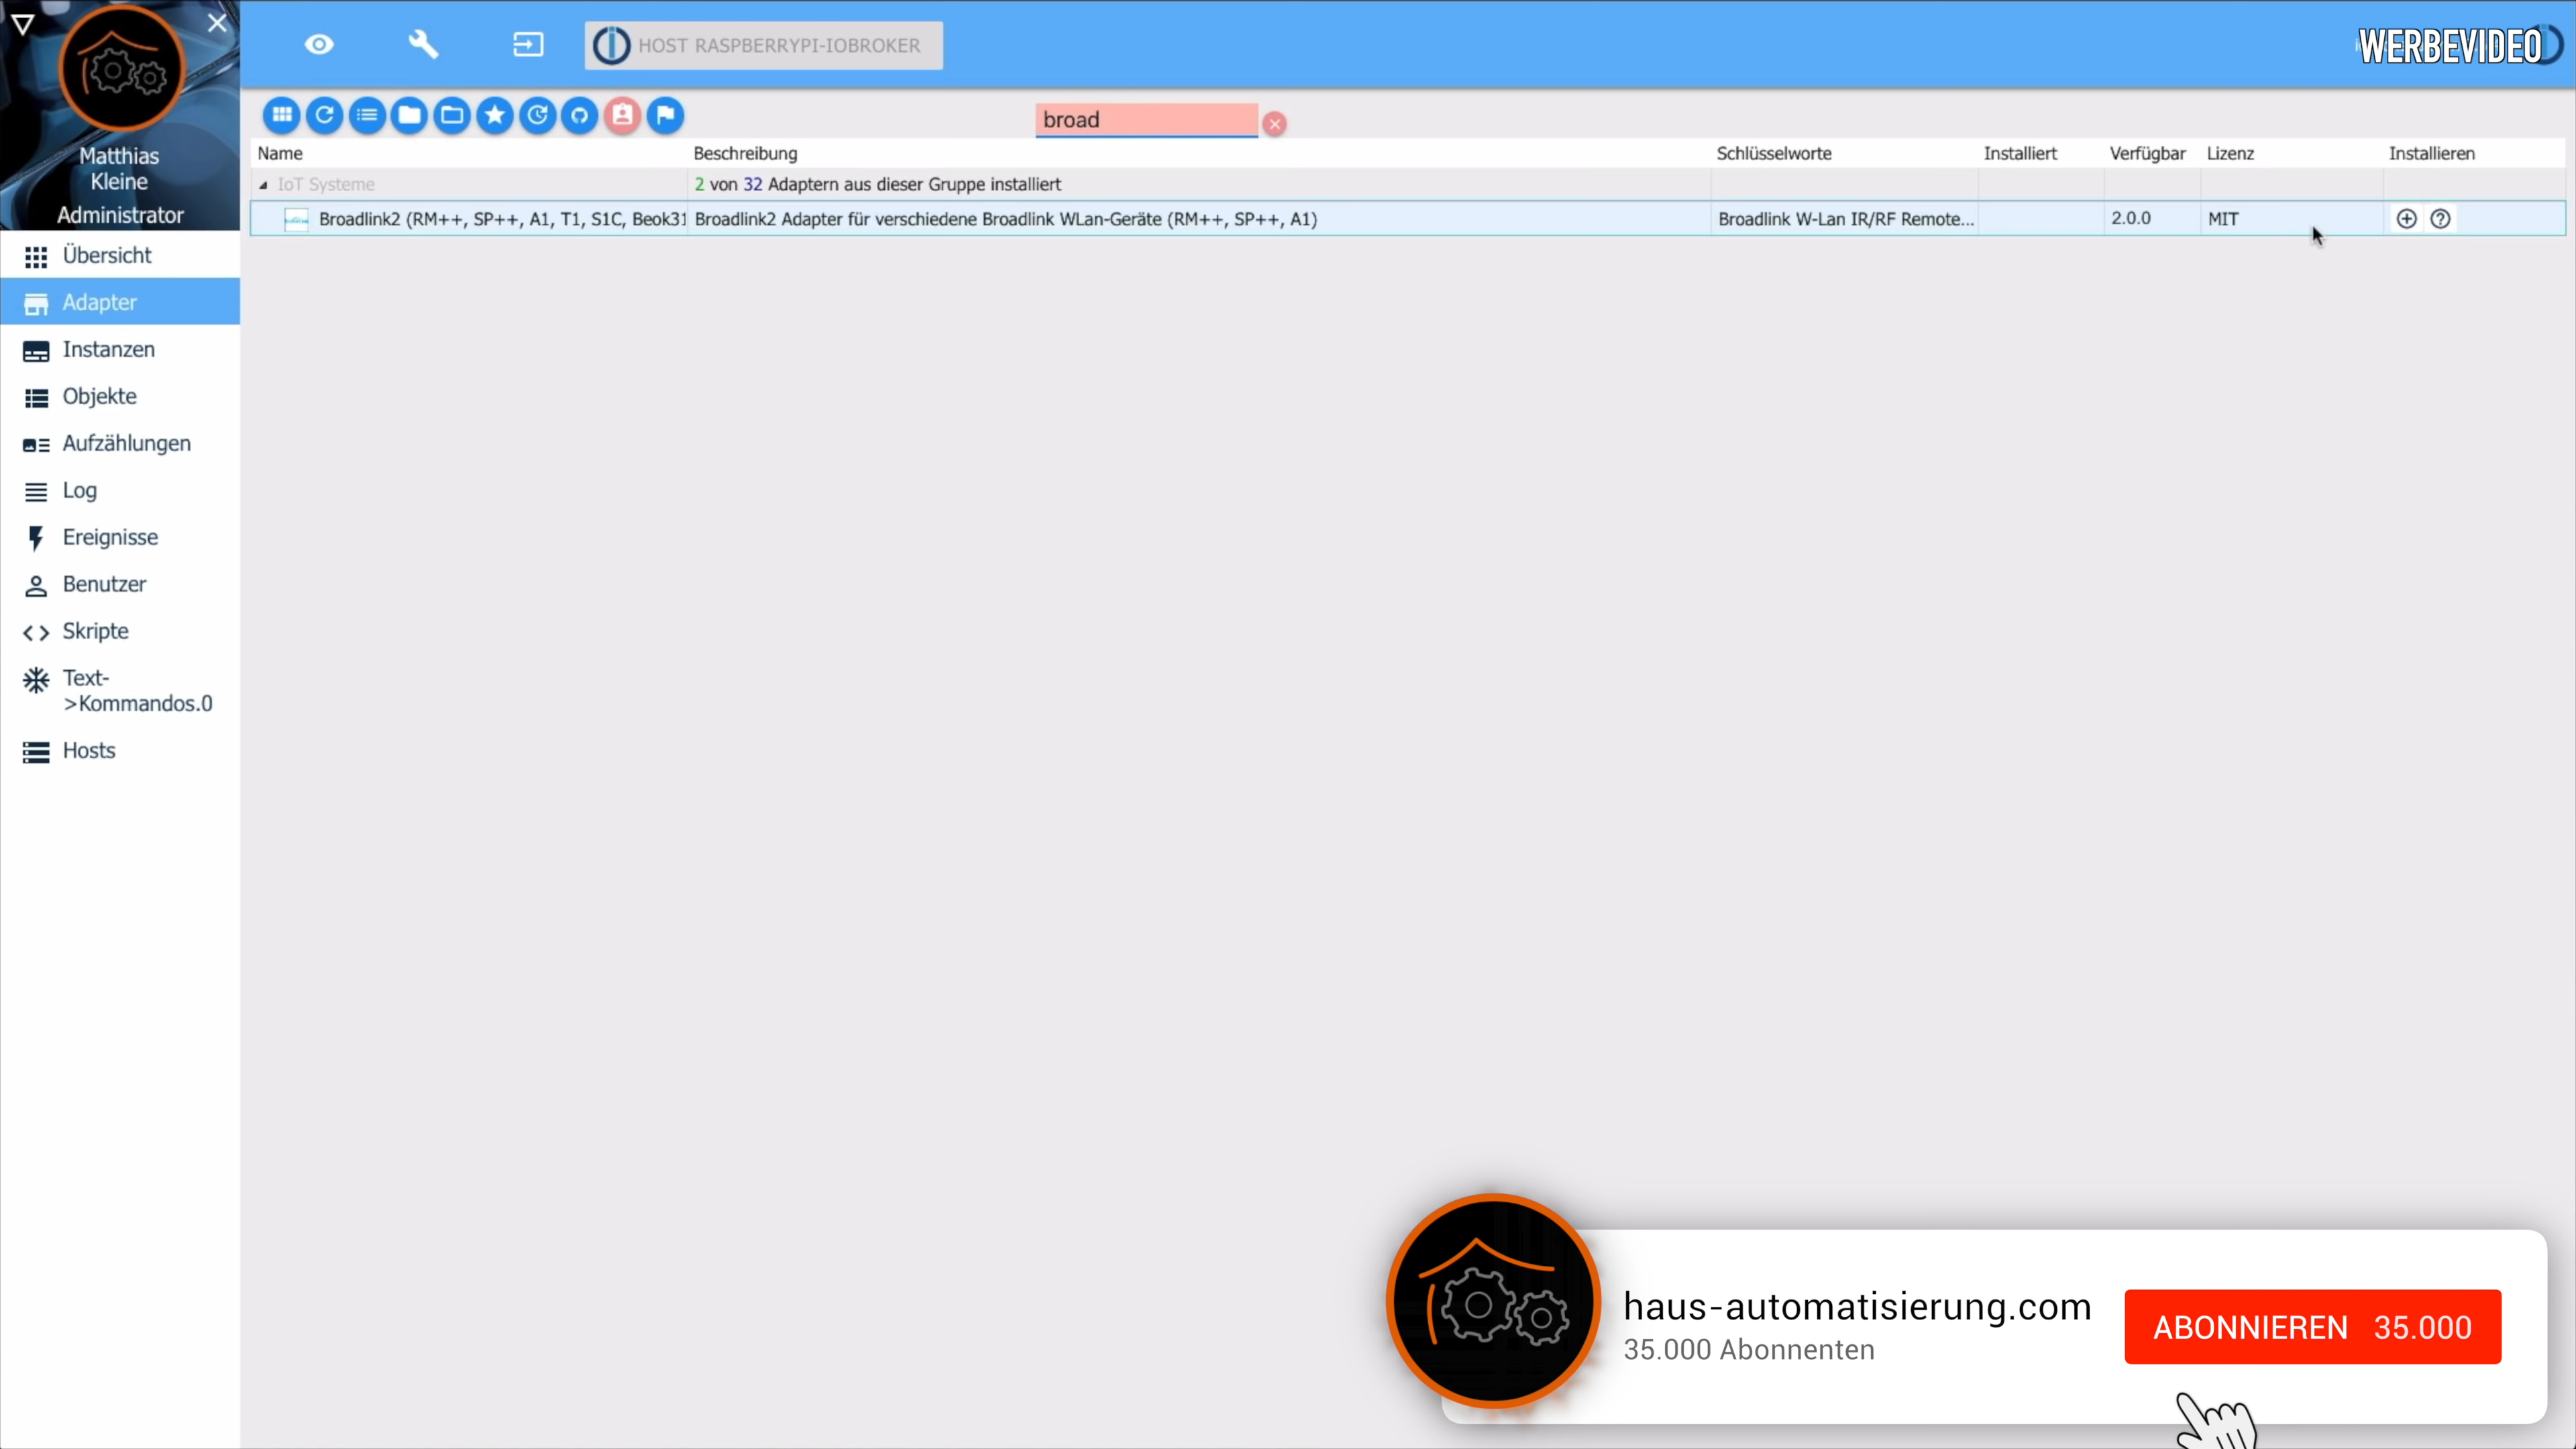 HOST RASPBERRYPI-IOBROKER
WERBEVIDEO
Matthias
Kleine
Administrator
broad
Name Beschreibung Schlüsselworte Installiert Verfügbar Lizenz Installieren
IoT Systeme 2 von 32 Adaptern aus dieser Gruppe installiert
Broadlink2 (RM++, SP++, A1, T1, S1C, Beok31 Broadlink2 Adapter für verschiedene Broadlink WLan-Geräte (RM++, SP++, A1) Broadlink W-Lan IR/RF Remote... 2.0.0 MIT
Übersicht
Adapter
Instanzen
Objekte
Aufzählungen
Log
Ereignisse
Benutzer
Skripte
Text-
>Kommandos.0
Hosts
haus-automatisierung.com
35.000 Abonnenten
ABONNIEREN 35.000